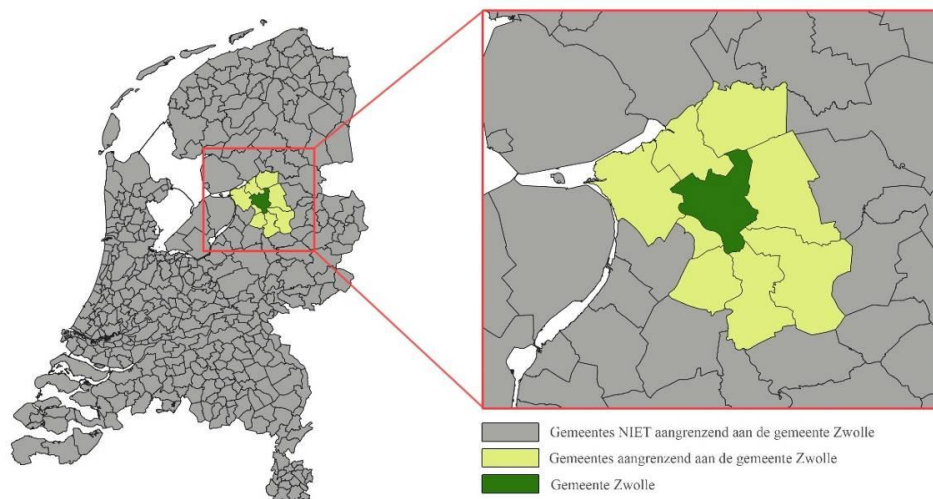 Gemeentes NIET aangrenzend aan de gemeente Zwolle
Gemeentes aangrenzend aan de gemeente Zwolle
Gemeente Zwolle